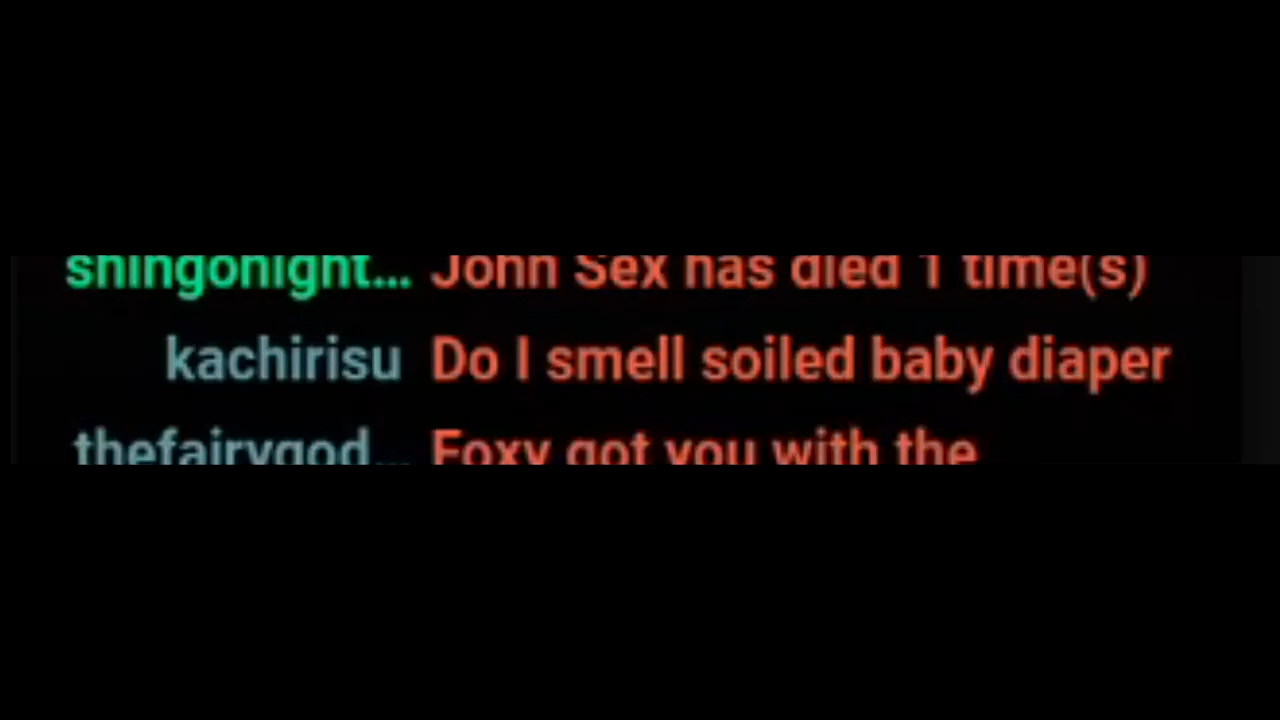 shingonight... John Sex has died 1 time(s)
kachirisu Do I smell soiled baby diaper
thefairygod... Foxy got you with the